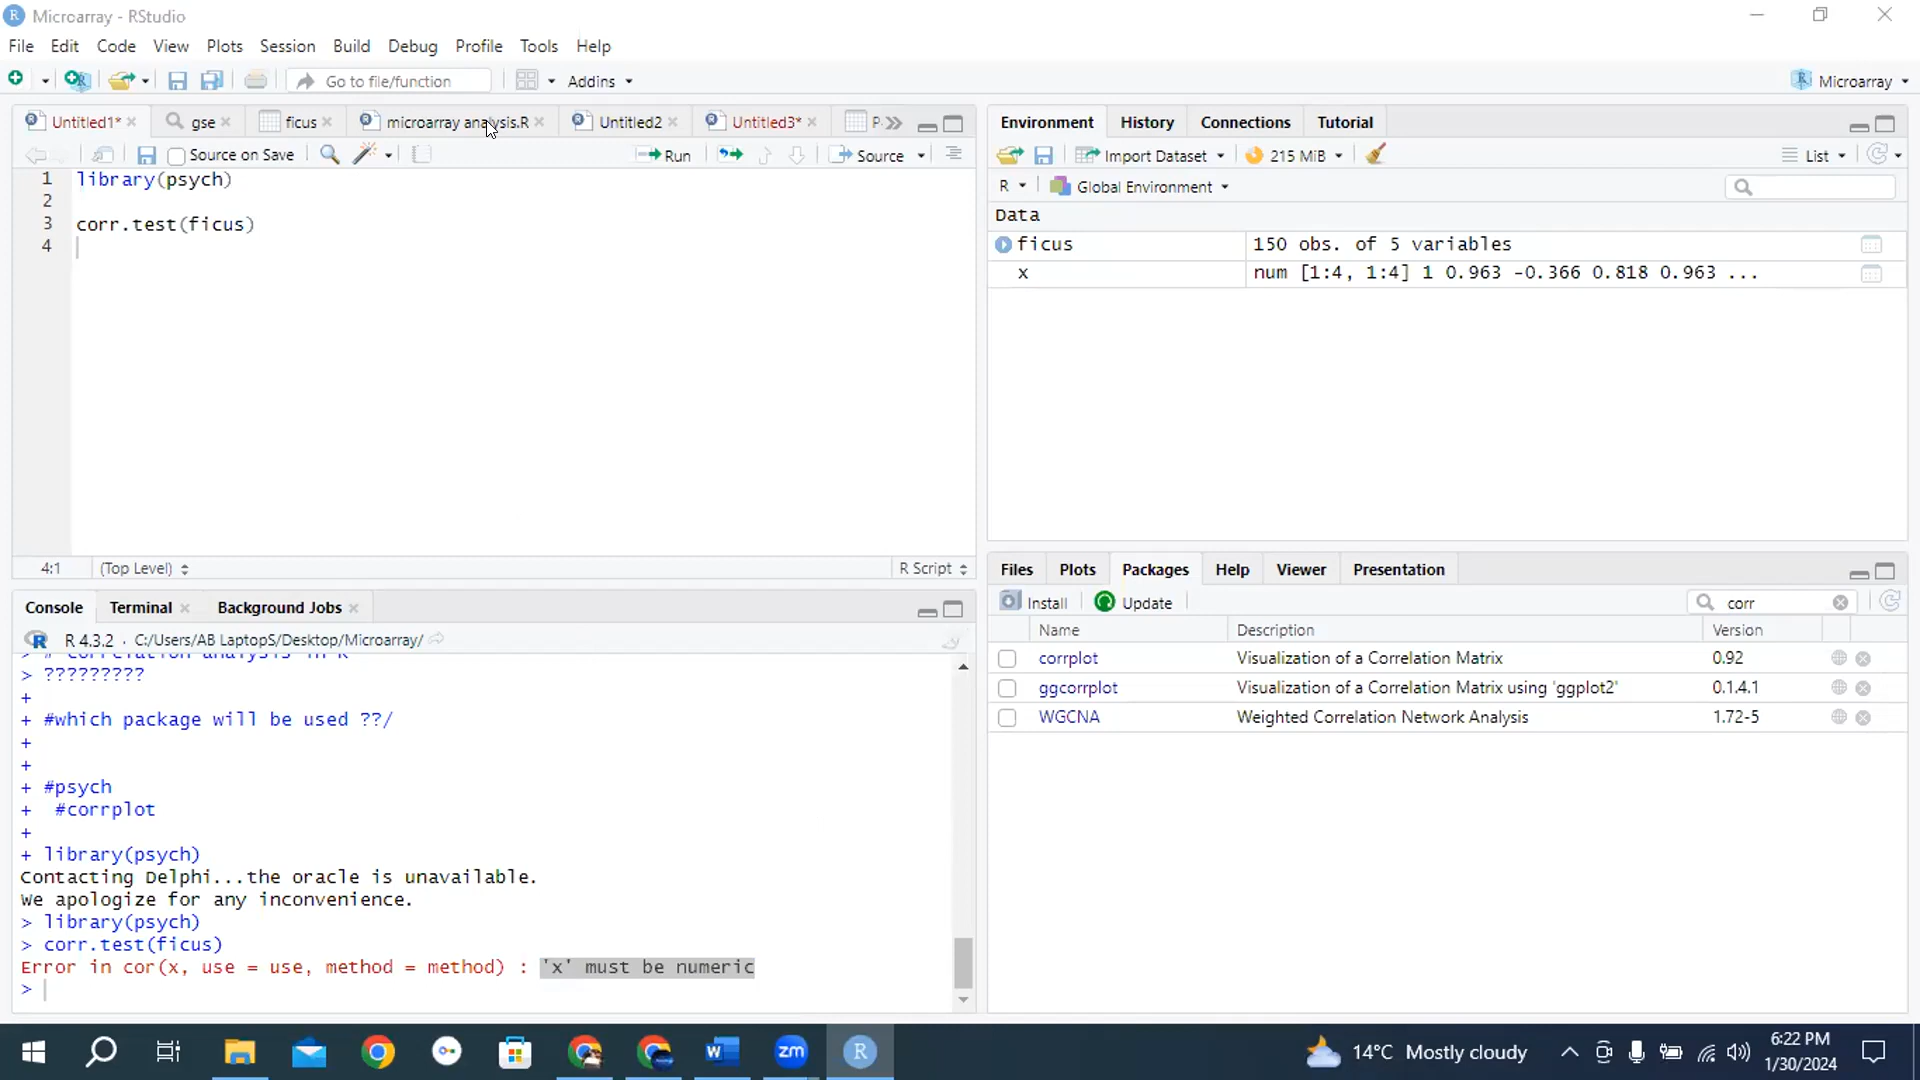 Microarray - RStudio
File Edit Code View Plots Session Build Debug Profile Tools Help
Go to file/function
Addins
Microarray
Untitled1*
gse
ficus
microarray analysis.R
Untitled2
Untitled3*
P
Source on Save
Run
Source
1 library(psych)
2
3 corr.test(ficus)
4
4:1
(Top Level)
R Script
Console
Terminal
Background Jobs
R 4.3.2 · C:/Users/AB LaptopS/Desktop/Microarray/
> # correlation analysis in R
> ?????????
+
+ #which package will be used ??/
+
+
+ #psych
+  #corrplot
+
+ library(psych)
Contacting Delphi...the oracle is unavailable.
We apologize for any inconvenience.
> library(psych)
> corr.test(ficus)
Error in cor(x, use = use, method = method) : 'x' must be numeric
>
Environment History Connections Tutorial
Import Dataset
215 MiB
List
R
Global Environment
Data
ficus 150 obs. of 5 variables
x num [1:4, 1:4] 1 0.963 -0.366 0.818 0.963 ...
Files Plots Packages Help Viewer Presentation
Install
Update
corr
Name Description Version
corrplot Visualization of a Correlation Matrix 0.92
ggcorrplot Visualization of a Correlation Matrix using 'ggplot2' 0.1.4.1
WGCNA Weighted Correlation Network Analysis 1.72-5
W
zm
R
14°C Mostly cloudy
6:22 PM
1/30/2024